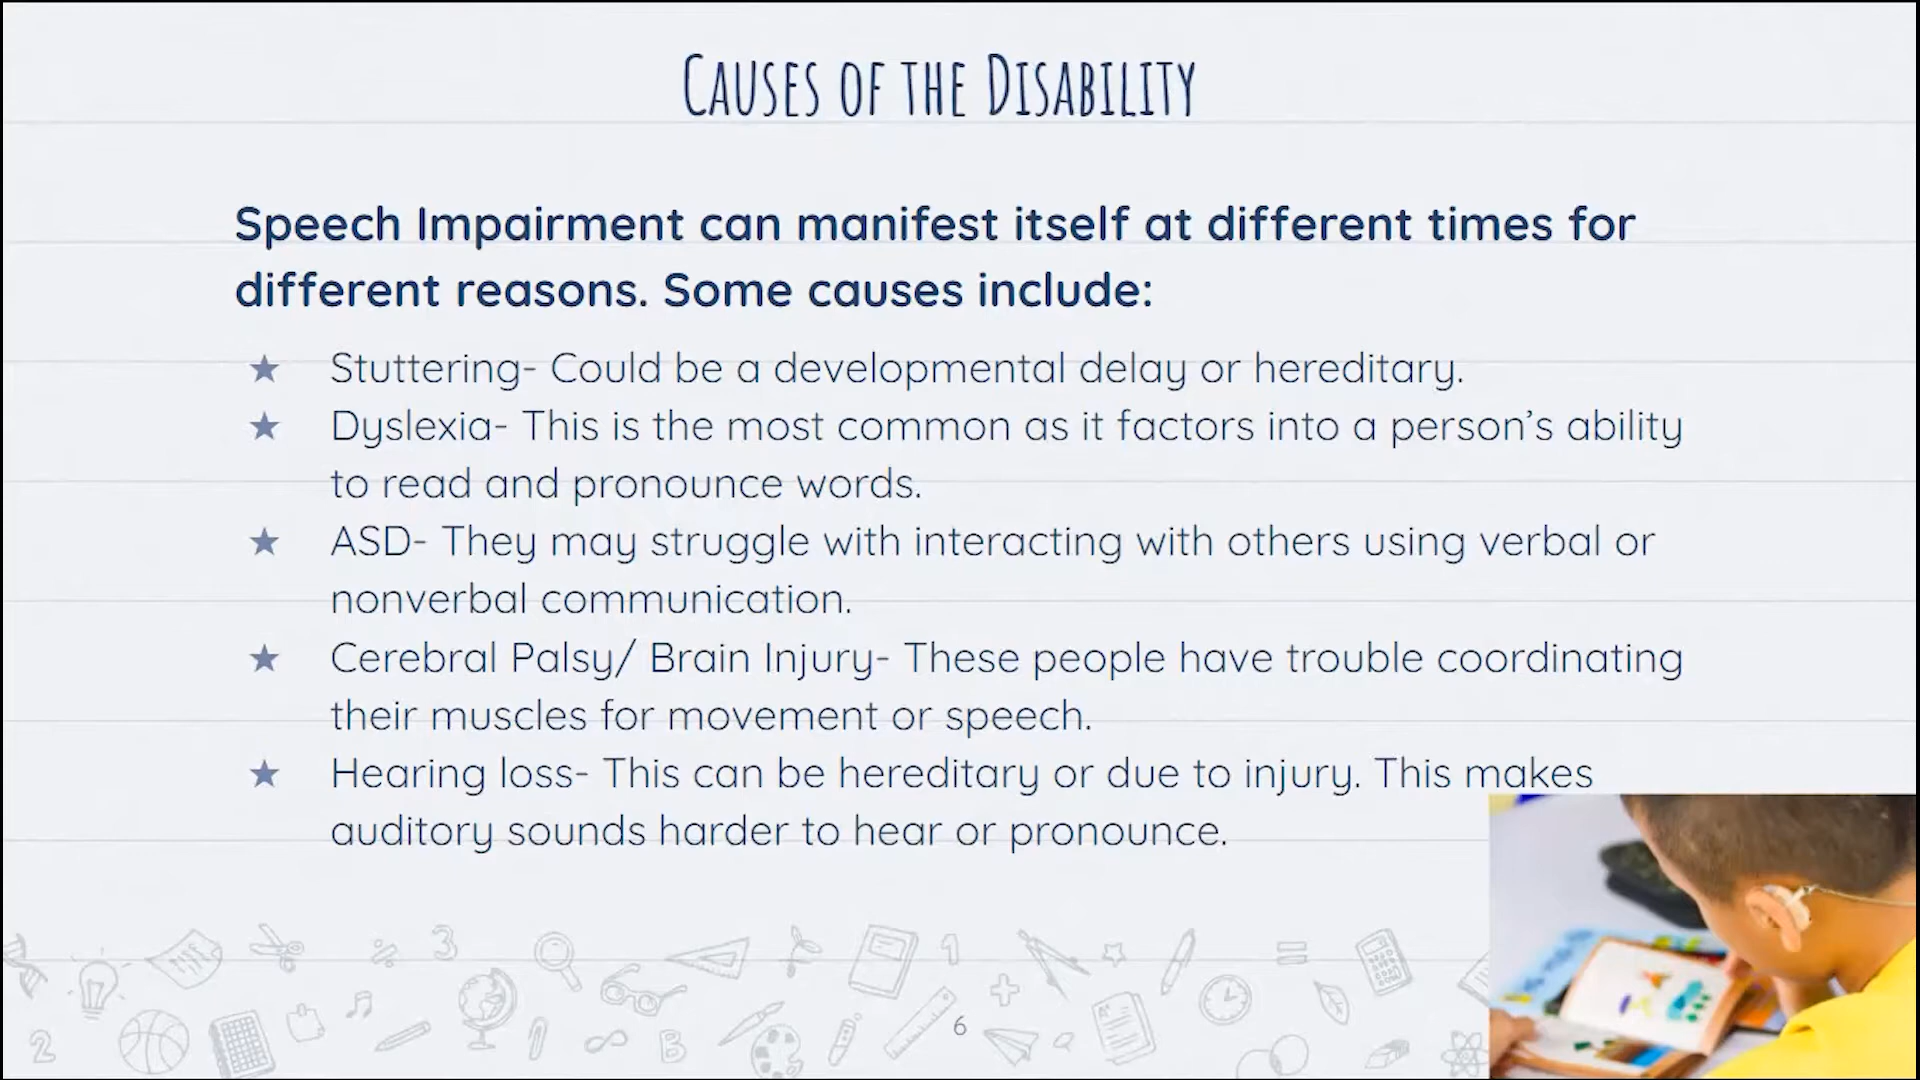 Causes of the Disability
Speech Impairment can manifest itself at different times for
different reasons. Some causes include:
★ Stuttering- Could be a developmental delay or hereditary.
★ Dyslexia- This is the most common as it factors into a person’s ability
to read and pronounce words.
★ ASD- They may struggle with interacting with others using verbal or
nonverbal communication.
★ Cerebral Palsy/ Brain Injury- These people have trouble coordinating
their muscles for movement or speech.
★ Hearing loss- This can be hereditary or due to injury. This makes
auditory sounds harder to hear or pronounce.
3
1
2
B
6